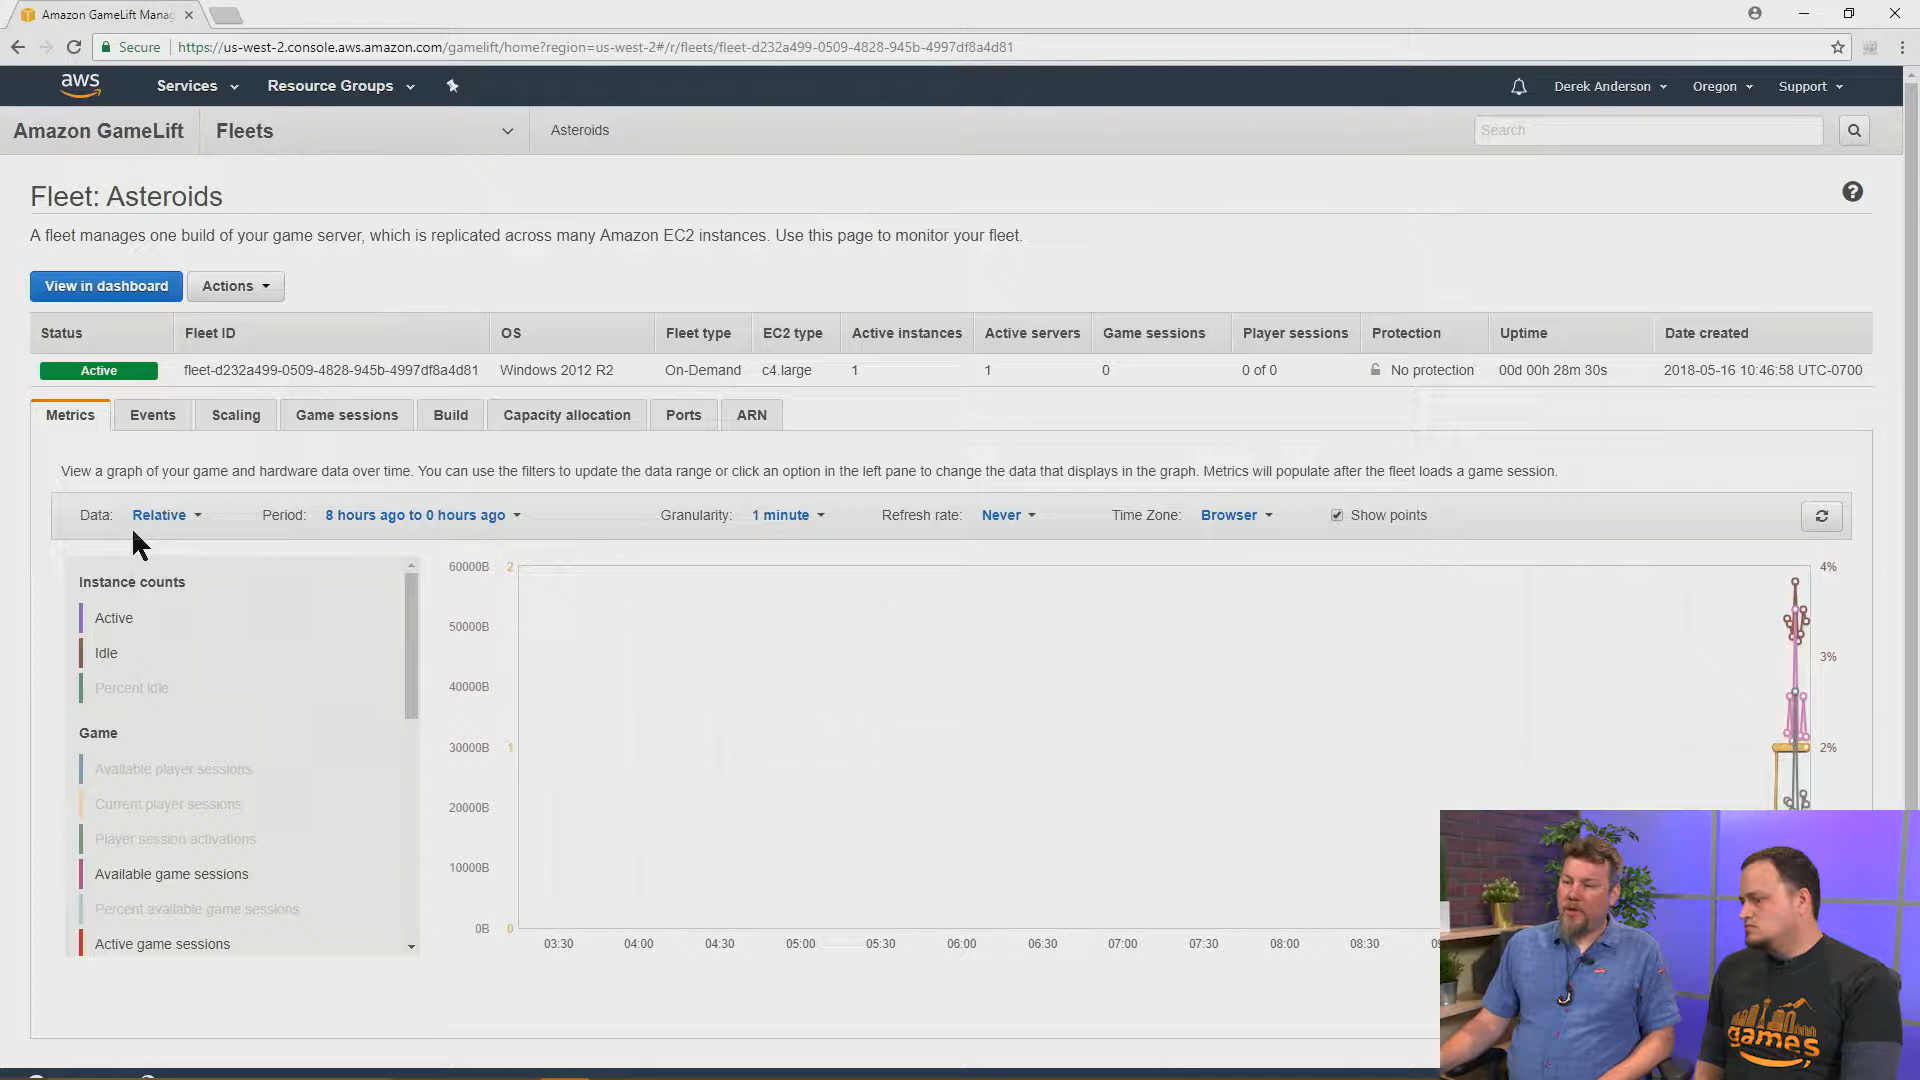 Amazon GameLift Mana
Secure https://us-west-2.console.aws.amazon.com/gamelift/home?region=us-west-2#/r/fleets/fleet-d232a499-0509-4828-945b-4997df8a4d81
aws Services Resource Groups Derek Anderson Oregon Support
Amazon GameLift Fleets Asteroids Search
Fleet: Asteroids
A fleet manages one build of your game server, which is replicated across many Amazon EC2 instances. Use this page to monitor your fleet.
View in dashboard Actions
Status Fleet ID OS Fleet type EC2 type Active instances Active servers Game sessions Player sessions Protection Uptime Date created
Active fleet-d232a499-0509-4828-945b-4997df8a4d81 Windows 2012 R2 On-Demand c4.large 1 1 0 0 of 0 No protection 00d 00h 28m 30s 2018-05-16 10:46:58 UTC-0700
Metrics Events Scaling Game sessions Build Capacity allocation Ports ARN
View a graph of your game and hardware data over time. You can use the filters to update the data range or click an option in the left pane to change the data that displays in the graph. Metrics will populate after the fleet loads a game session.
Data: Relative Period: 8 hours ago to 0 hours ago Granularity: 1 minute Refresh rate: Never Time Zone: Browser Show points
Instance counts
Active
Idle
Percent Idle
Game
Available player sessions
Current player sessions
Player session activations
Available game sessions
Percent available game sessions
Active game sessions
60000B 2 4%
50000B
3%
40000B
30000B 1 2%
20000B
10000B
0B 0
03:30 04:00 04:30 05:00 05:30 06:00 06:30 07:00 07:30 08:00 08:30
games